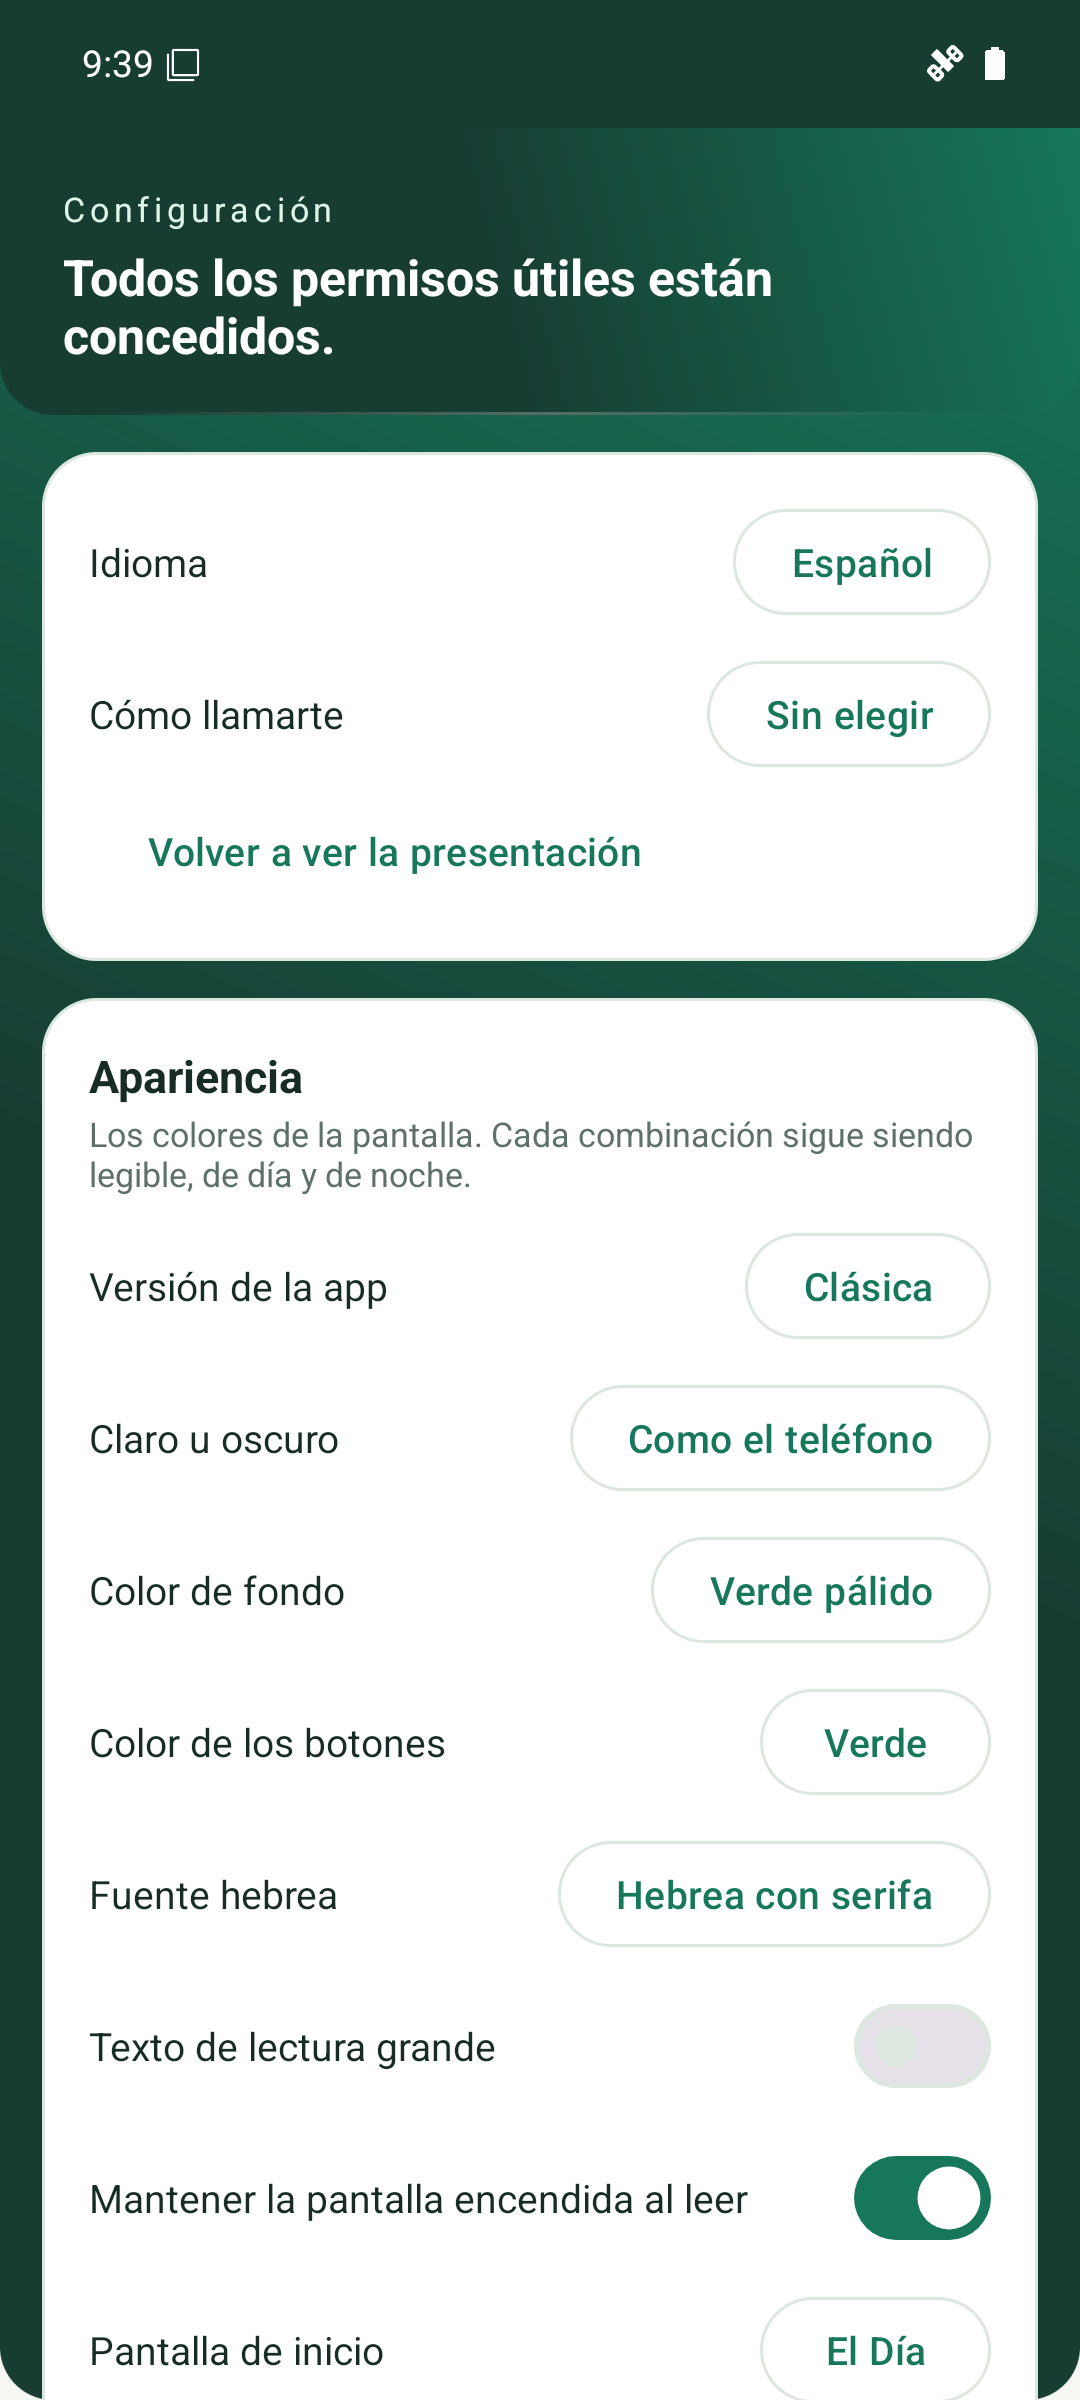 9:39
Configuración
Todos los permisos útiles están
concedidos.
Idioma
Español
Cómo llamarte
Sin elegir
Volver a ver la presentación
Apariencia
Los colores de la pantalla. Cada combinación sigue siendo
legible, de día y de noche.
Versión de la app
Clásica
Claro u oscuro
Como el teléfono
Color de fondo
Verde pálido
Color de los botones
Verde
Fuente hebrea
Hebrea con serifa
Texto de lectura grande
Mantener la pantalla encendida al leer
Pantalla de inicio
El Día